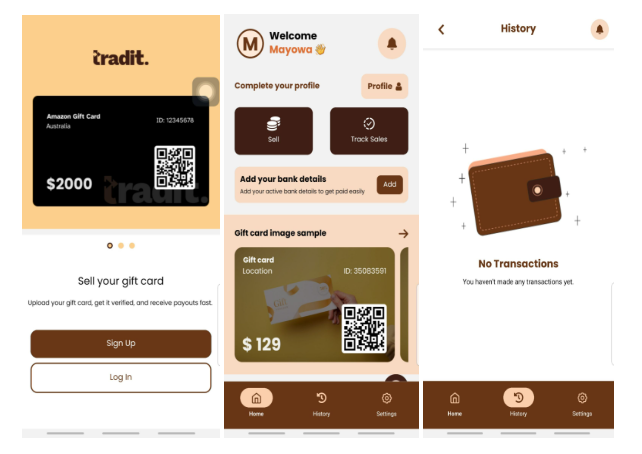 tradit.
Amazon Gift Card
Australia
ID: 12345678
$2000
tradit.
Sell your gift card
Upload your gift card, get it verified, and receive payouts fast.
Sign Up
Log In
M
Welcome
Mayowa 👋
Complete your profile
Profile
Sell
Track Sales
Add your bank details
Add your active bank details to get paid easily
Add
Gift card image sample
Gift card
Location
ID: 35083591
$ 129
Home
History
Settings
History
No Transactions
You haven't made any transactions yet.
Home
History
Settings